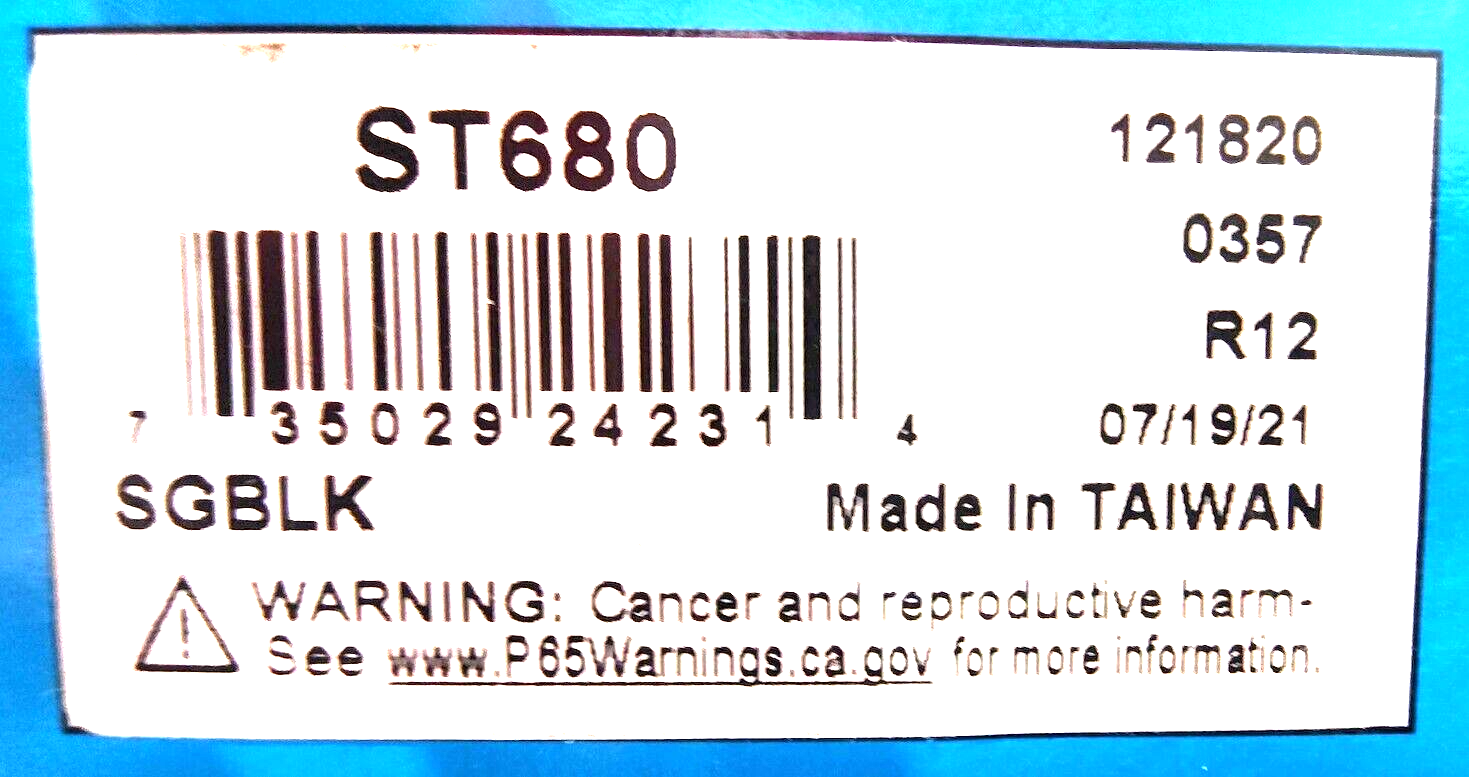 ST680
121820
0357
R12
7 35029 24231 4
07/19/21
SGBLK
Made In TAIWAN
WARNING: Cancer and reproductive harm-
See www.P65Warnings.ca.gov for more information.